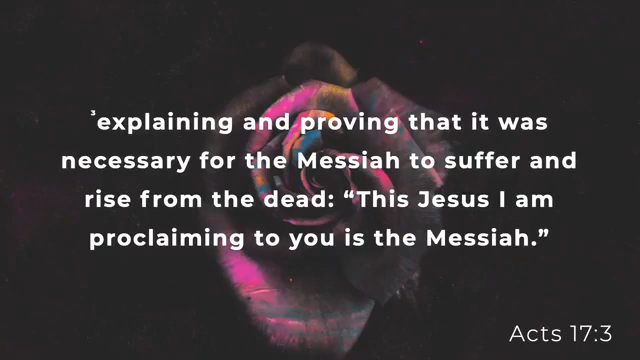 ³explaining and proving that it was
necessary for the Messiah to suffer and
rise from the dead: “This Jesus I am
proclaiming to you is the Messiah.”
Acts 17:3